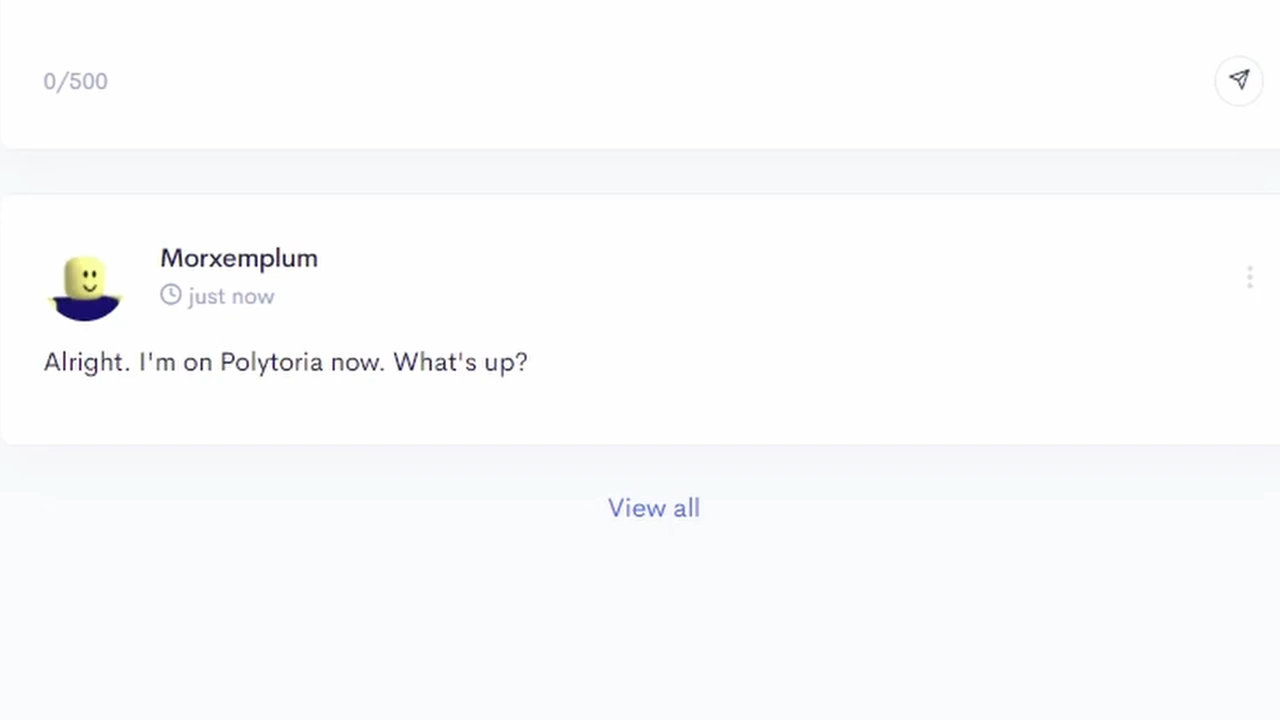 0/500
Morxemplum
just now
Alright. I'm on Polytoria now. What's up?
View all